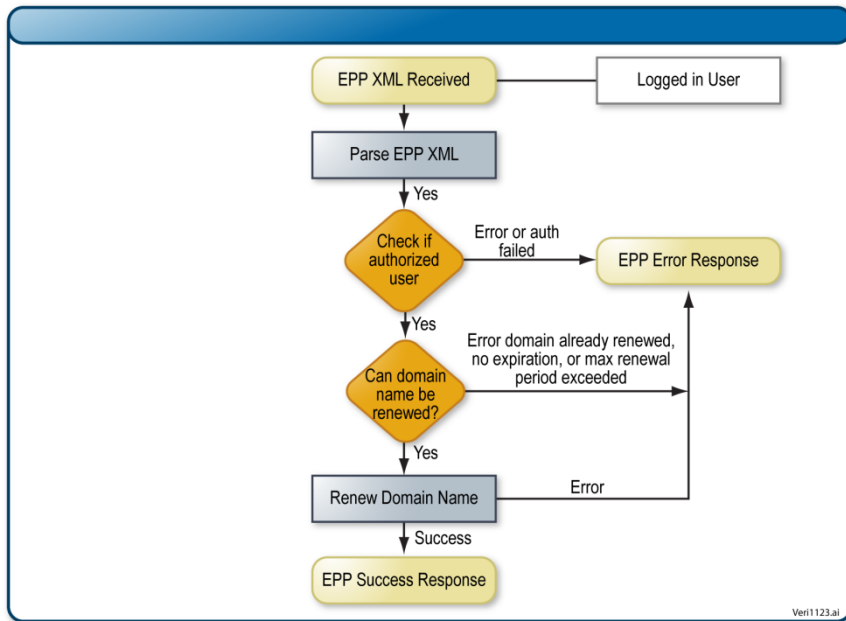 EPP XML Received
Logged in User
Parse EPP XML
Yes
Check if
authorized
user
Error or auth
failed
EPP Error Response
Yes
Error domain already renewed,
no expiration, or max renewal
period exceeded
Can domain
name be
renewed?
Yes
Renew Domain Name
Error
Success
EPP Success Response
Veri1123.ai